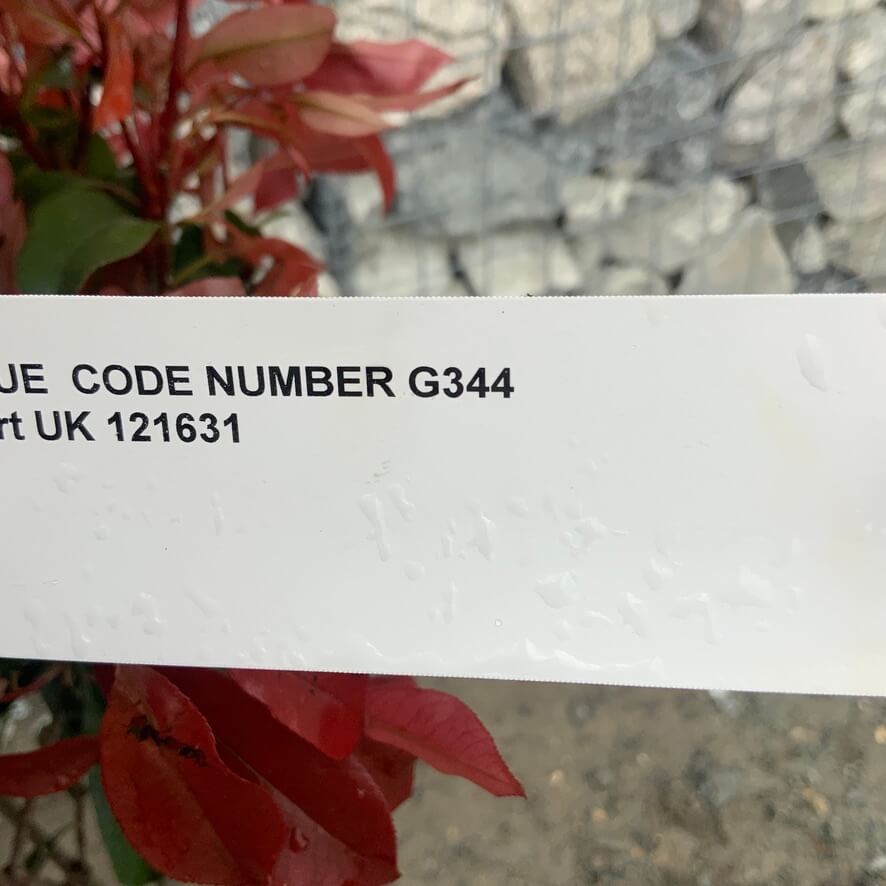 UE CODE NUMBER G344
rt UK 121631